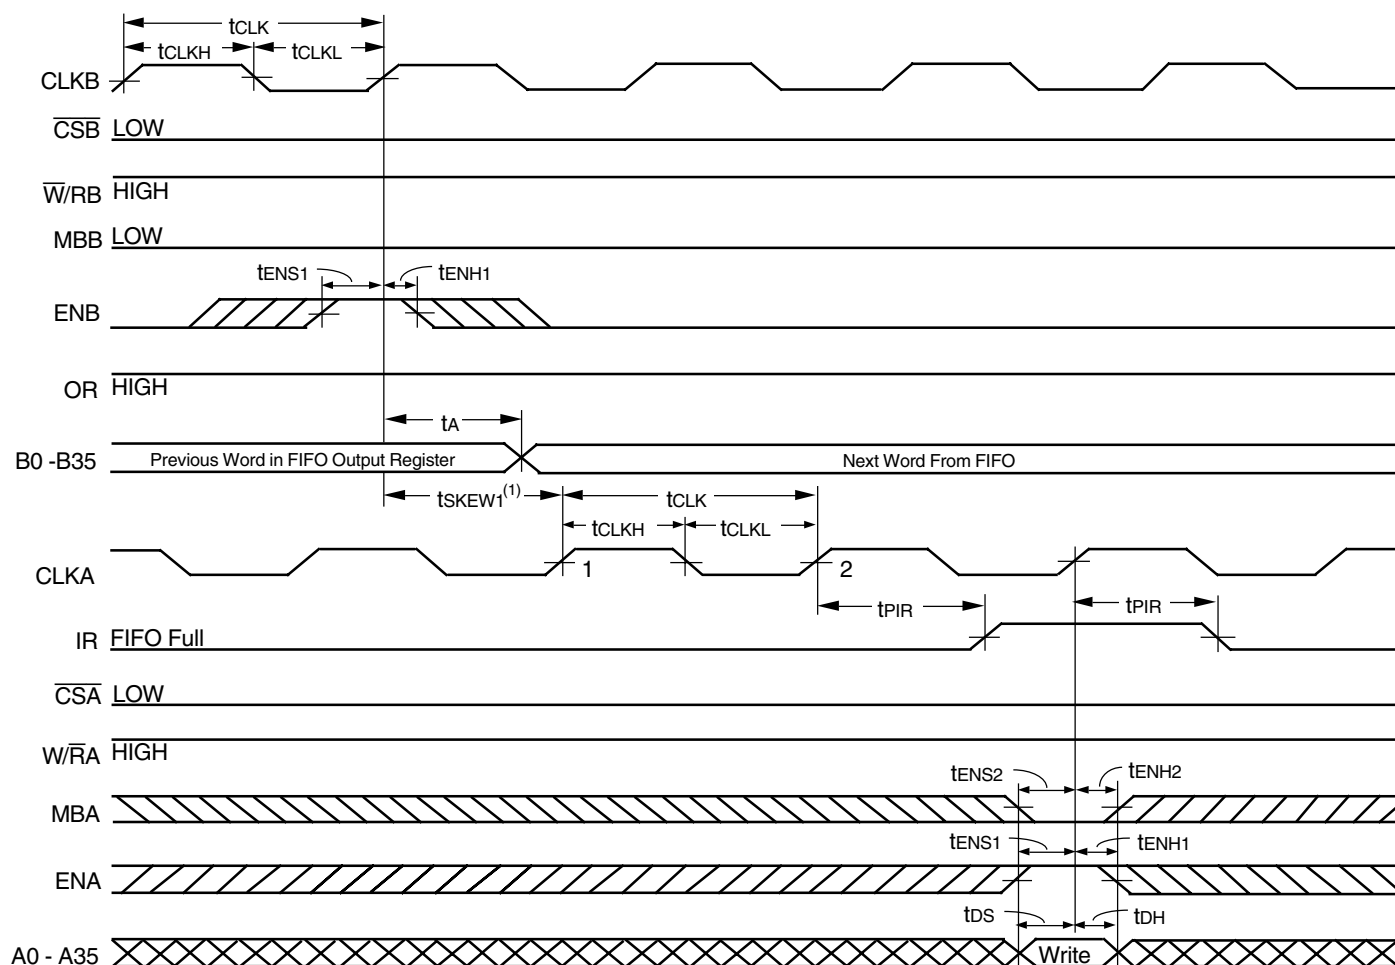 tCLK
tCLKH tCLKL
CLKB
CSB LOW
W/RB HIGH
MBB LOW
tENS1 tENH1
ENB
OR HIGH
tA
B0 -B35 Previous Word in FIFO Output Register Next Word From FIFO
tSKEW1(1) tCLK
tCLKH tCLKL
CLKA 1 2
tPIR tPIR
IR FIFO Full
CSA LOW
W/RA HIGH
tENS2 tENH2
MBA
tENS1 tENH1
ENA
tDS tDH
A0 - A35 Write